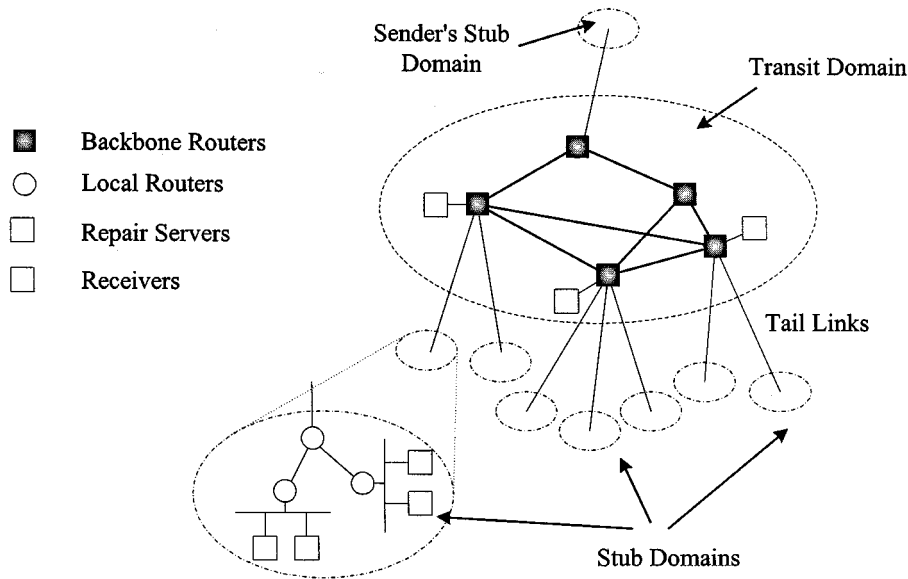 Sender's Stub
Domain
Transit Domain
Backbone Routers
Local Routers
Repair Servers
Receivers
Tail Links
Stub Domains